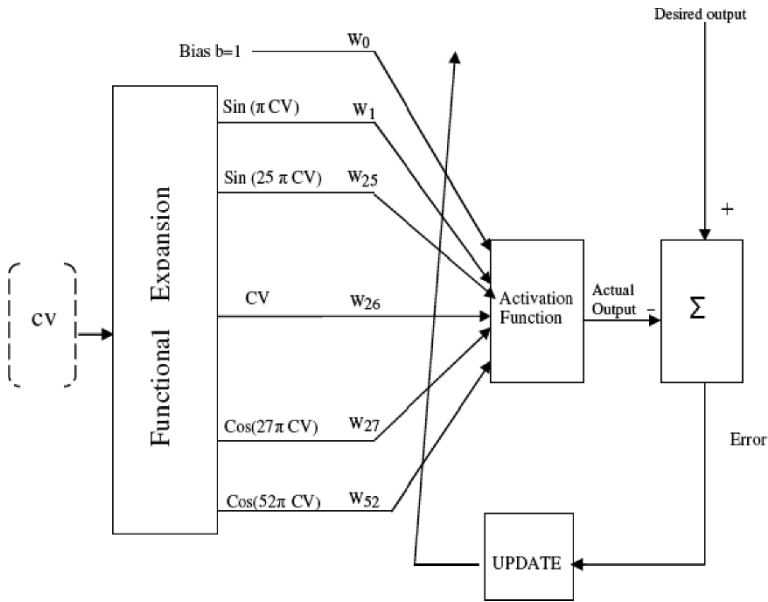 Desired output
Bias b=1
W0
Sin (π CV)
W1
Sin (25 π CV)
W25
+
Functional Expansion
CV
CV
W26
Activation
Function
Actual
Output
−
Σ
Cos(27π CV)
W27
Error
Cos(52π CV)
W52
UPDATE